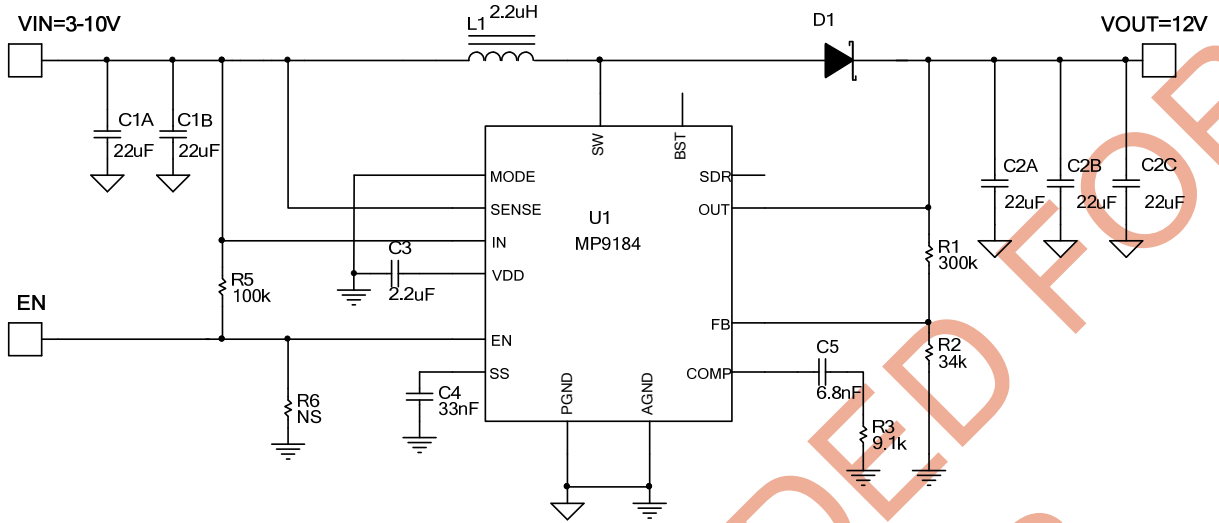 VIN=3-10V
L1
2.2uH
D1
VOUT=12V
C1A
22uF
C1B
22uF
SW
BST
MODE
SENSE
IN
VDD
EN
SS
SDR
OUT
FB
COMP
PGND
AGND
U1
MP9184
C2A
22uF
C2B
22uF
C2C
22uF
C3
2.2uF
R5
100k
R1
300k
EN
R2
34k
C5
6.8nF
R6
NS
C4
33nF
R3
9.1k
DED FOR